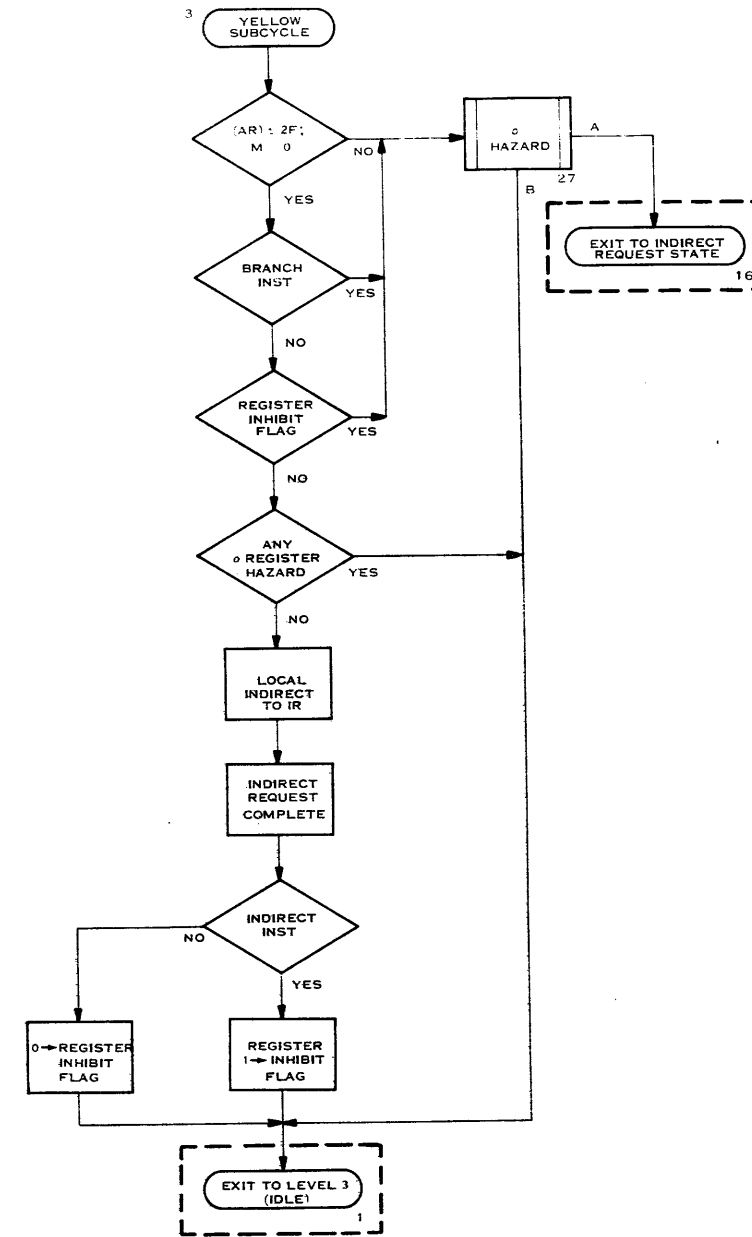 3
YELLOW
SUBCYCLE
M 0
NO
YES
α
HAZARD
27
A
B
EXIT TO INDIRECT
REQUEST STATE
16
BRANCH
INST
YES
NO
REGISTER
INHIBIT
FLAG
YES
NO
ANY
α REGISTER
HAZARD
YES
NO
LOCAL
INDIRECT
TO IR
INDIRECT
REQUEST
COMPLETE
INDIRECT
INST
NO
YES
0→REGISTER
INHIBIT
FLAG
REGISTER
1→INHIBIT
FLAG
EXIT TO LEVEL 3
(IDLE)
1